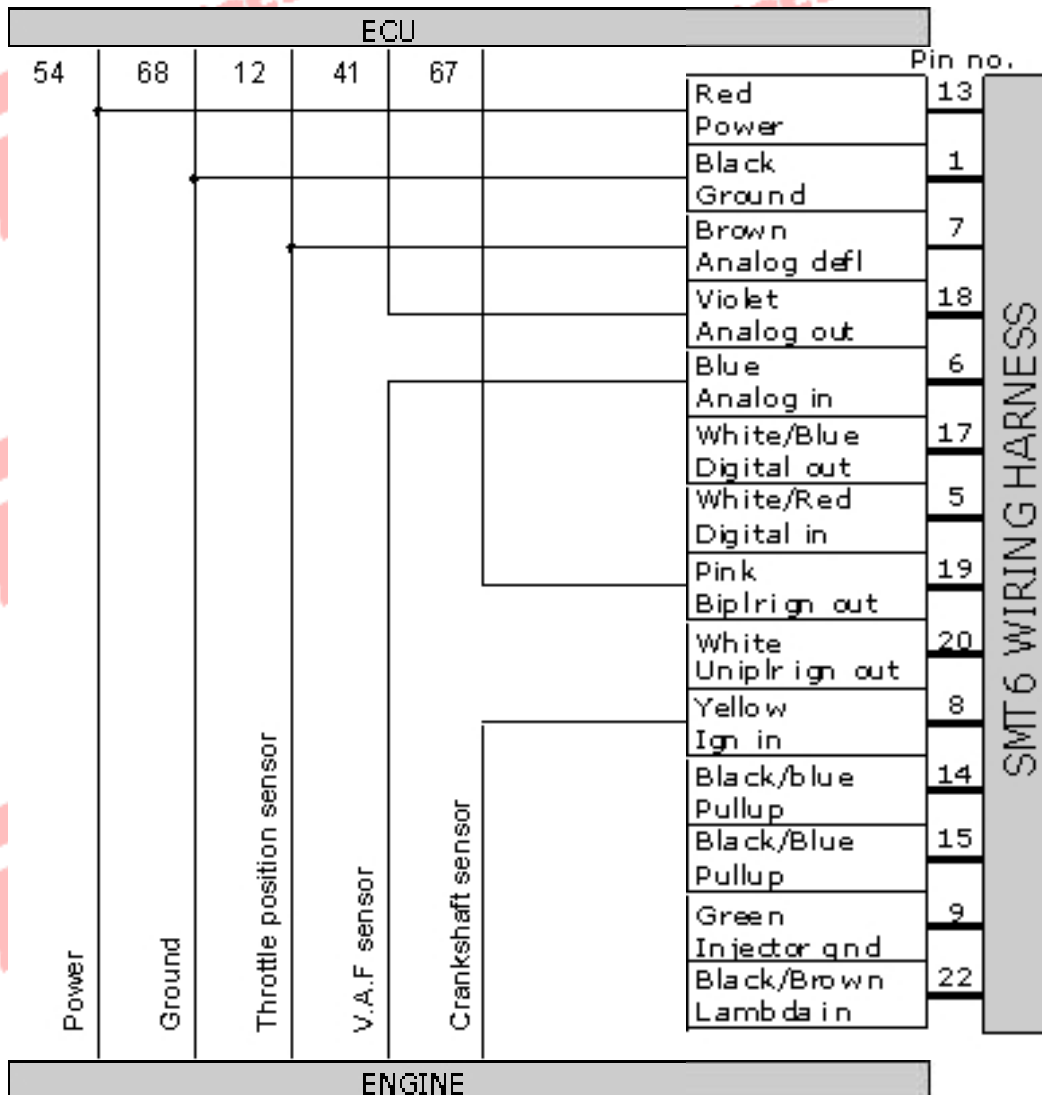 ECU
Pin no.
54 68 12 41 67
Red 13
Power
Black 1
Ground
Brown 7
Analog defl
Violet 18
Analog out
Blue 6
Analog in
White/Blue 17
Digital out
White/Red 5
Digital in
Pink 19
Biplrign out
White 20
Uniplr ign out
Yellow 8
Ign in
Black/blue 14
Pullup
Black/Blue 15
Pullup
Green 9
Injector gnd
Black/Brown 22
Lambda in
SMT6 WIRING HARNESS
Power
Ground
Throttle position sensor
V.A.F sensor
Crankshaft sensor
ENGINE